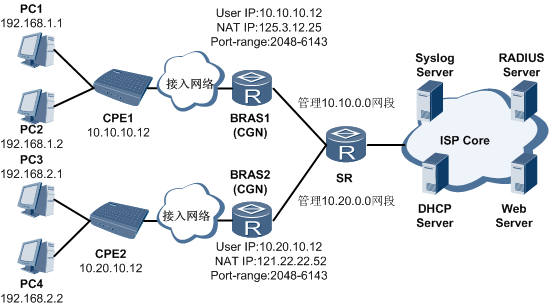 PC1
192.168.1.1
User IP:10.10.10.12
NAT IP:125.3.12.25
Port-range:2048-6143
接入网络
PC2
192.168.1.2
CPE1
10.10.10.12
BRAS1
(CGN)
管理10.10.0.0网段
Syslog
Server
RADIUS
Server
ISP Core
SR
DHCP
Server
Web
Server
PC3
192.168.2.1
接入网络
BRAS2
(CGN)
管理10.20.0.0网段
CPE2
10.20.10.12
PC4
192.168.2.2
User IP:10.20.10.12
NAT IP:121.22.22.52
Port-range:2048-6143
R
R
R